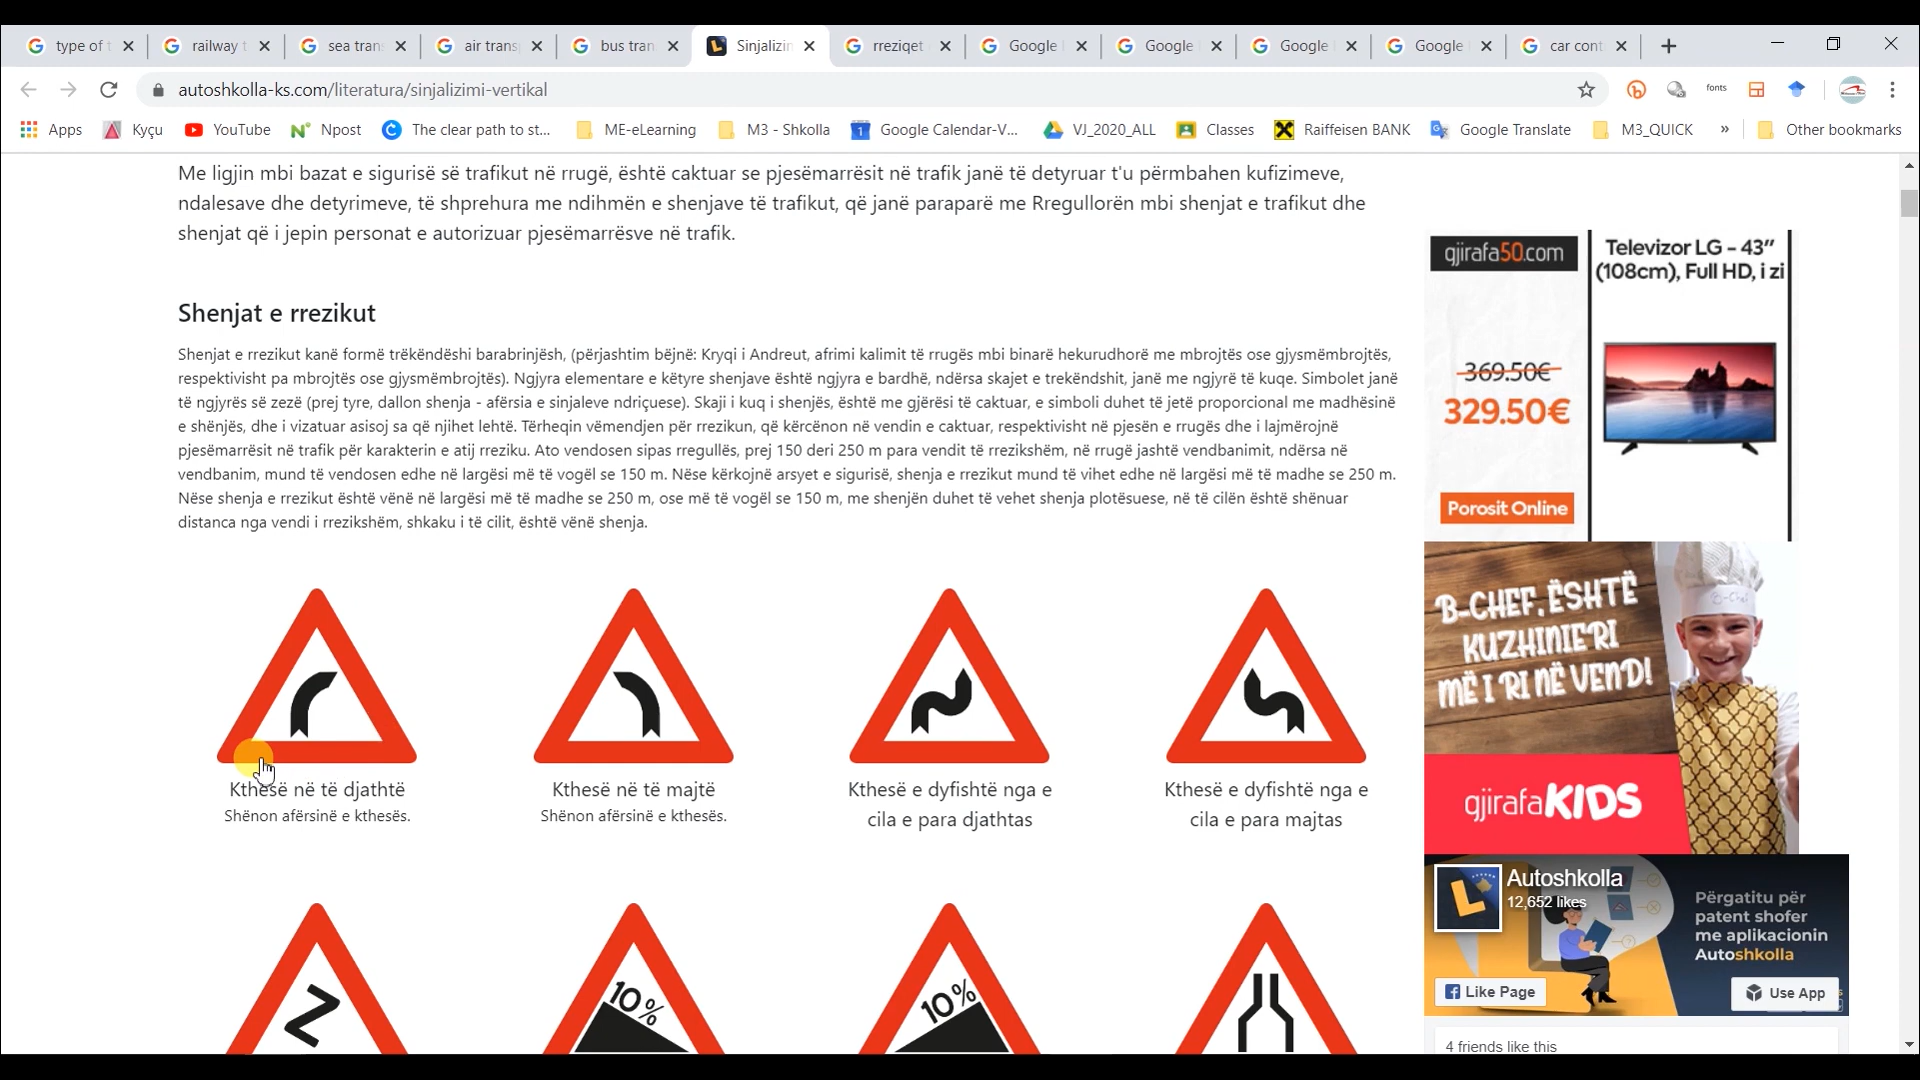 type of t
railway t
sea trans
air transp
bus tran
Sinjalizin
rreziqet
Google
Google
Google
Google
car cont
autoshkolla-ks.com/literatura/sinjalizimi-vertikal
fonts
Apps
Kyçu
YouTube
Npost
The clear path to st...
ME-eLearning
M3 - Shkolla
Google Calendar-V...
VJ_2020_ALL
Classes
Raiffeisen BANK
Google Translate
M3_QUICK
»
Other bookmarks
Me ligjin mbi bazat e sigurisë së trafikut në rrugë, është caktuar se pjesëmarrësit në trafik janë të detyruar t'u përmbahen kufizimeve,
ndalesave dhe detyrimeve, të shprehura me ndihmën e shenjave të trafikut, që janë paraparë me Rregullorën mbi shenjat e trafikut dhe
shenjat që i jepin personat e autorizuar pjesëmarrësve në trafik.
Shenjat e rrezikut
Shenjat e rrezikut kanë formë trëkëndëshi barabrinjësh, (përjashtim bëjnë: Kryqi i Andreut, afrimi kalimit të rrugës mbi binarë hekurudhorë me mbrojtës ose gjysmëmbrojtës,
respektivisht pa mbrojtës ose gjysmëmbrojtës). Ngjyra elementare e këtyre shenjave është ngjyra e bardhë, ndërsa skajet e trekëndshit, janë me ngjyrë të kuqe. Simbolet janë
të ngjyrës së zezë (prej tyre, dallon shenja - afërsia e sinjaleve ndriçuese). Skaji i kuq i shenjës, është me gjërësi të caktuar, e simboli duhet të jetë proporcional me madhësinë
e shënjës, dhe i vizatuar asisoj sa që njihet lehtë. Tërheqin vëmendjen për rrezikun, që kërcënon në vendin e caktuar, respektivisht në pjesën e rrugës dhe i lajmërojnë
pjesëmarrësit në trafik për karakterin e atij rreziku. Ato vendosen sipas rregullës, prej 150 deri 250 m para vendit të rrezikshëm, në rrugë jashtë vendbanimit, ndërsa në
vendbanim, mund të vendosen edhe në largësi më të vogël se 150 m. Nëse kërkojnë arsyet e sigurisë, shenja e rrezikut mund të vihet edhe në largësi më të madhe se 250 m.
Nëse shenja e rrezikut është vënë në largësi më të madhe se 250 m, ose më të vogël se 150 m, me shenjën duhet të vehet shenja plotësuese, në të cilën është shënuar
distanca nga vendi i rrezikshëm, shkaku i të cilit, është vënë shenja.
Kthesë në të djathtë
Shënon afërsinë e kthesës.
Kthesë në të majtë
Shënon afërsinë e kthesës.
Kthesë e dyfishtë nga e
cila e para djathtas
Kthesë e dyfishtë nga e
cila e para majtas
10%
10%
gjirafa50.com
Televizor LG - 43"
(108cm), Full HD, i zi
369.50€
329.50€
Porosit Online
B-CHEF, ËSHTË
KUZHINIERI
MË I RI NË VEND!
B-Chef
gjirafaKIDS
Autoshkolla
12,652 likes
Përgatitu për
patent shofer
me aplikacionin
Autoshkolla
Like Page
Use App
4 friends like this